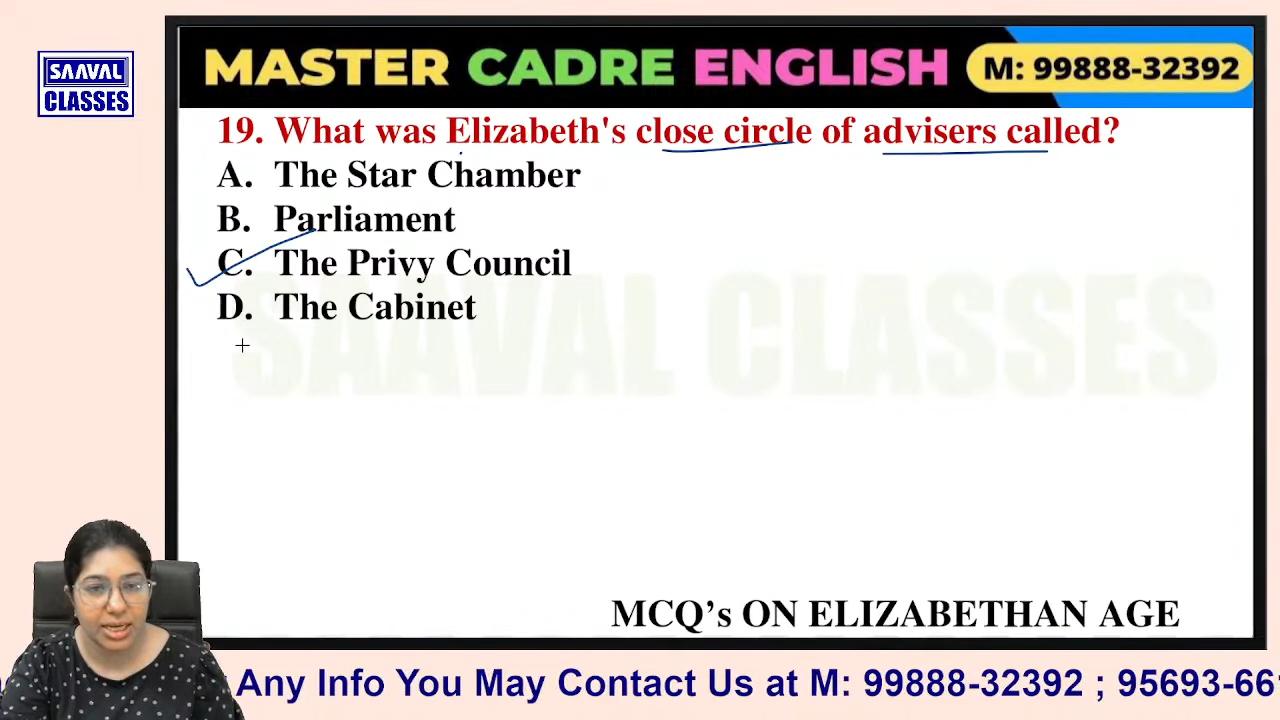 SAAVAL
CLASSES
MASTER CADRE ENGLISH
M: 99888-32392
19. What was Elizabeth's close circle of advisers called?
A. The Star Chamber
B. Parliament
C. The Privy Council
D. The Cabinet
SAAVAL CLASSES
MCQ’s ON ELIZABETHAN AGE
Any Info You May Contact Us at M: 99888-32392 ; 95693-66